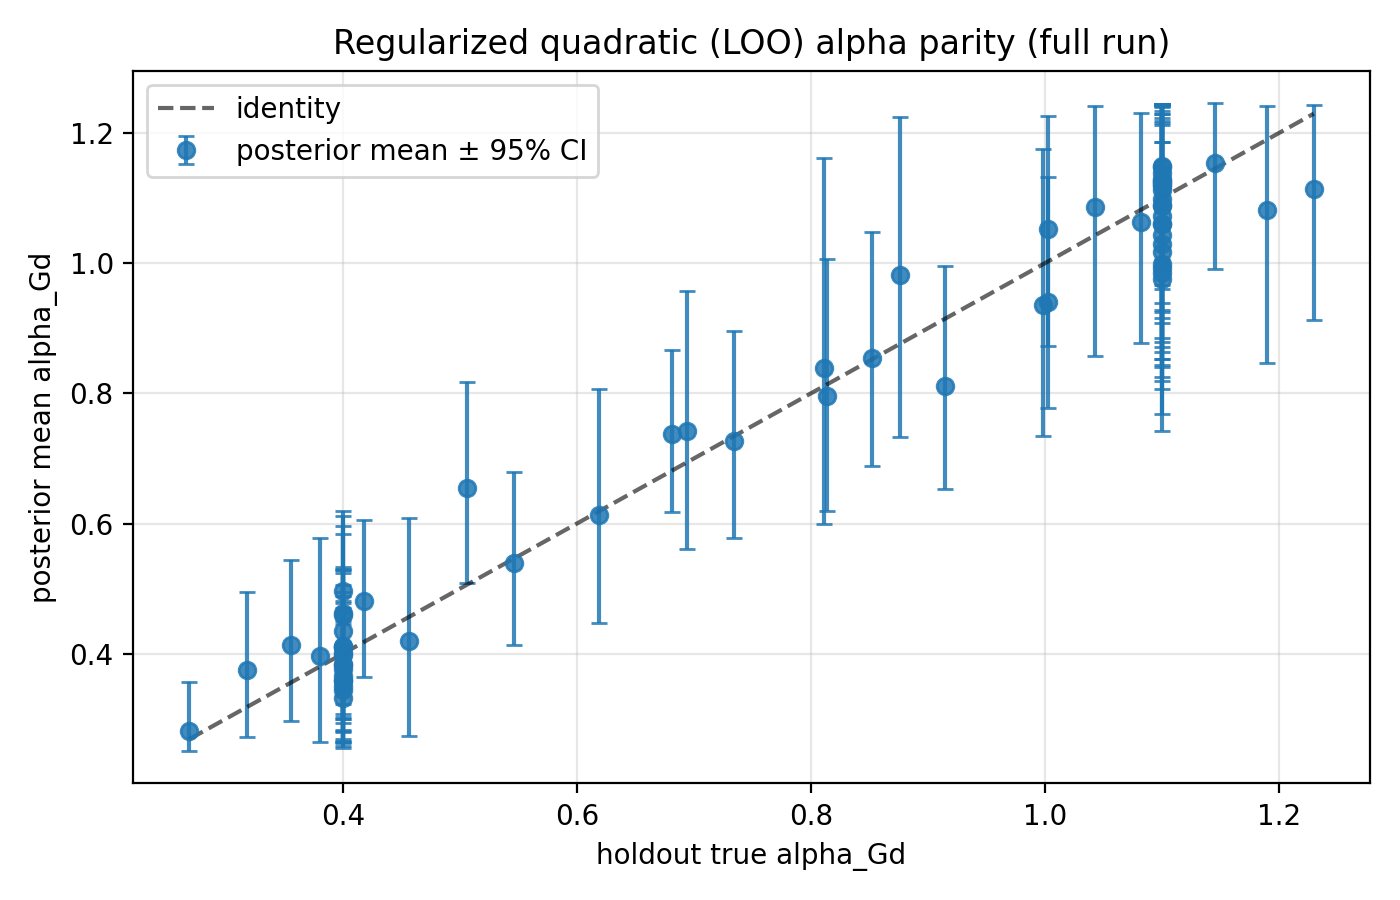 Regularized quadratic (LOO) alpha parity (full run)
identity
posterior mean ± 95% CI
posterior mean alpha_Gd
1.2
1.0
0.8
0.6
0.4
0.4 0.6 0.8 1.0 1.2
holdout true alpha_Gd